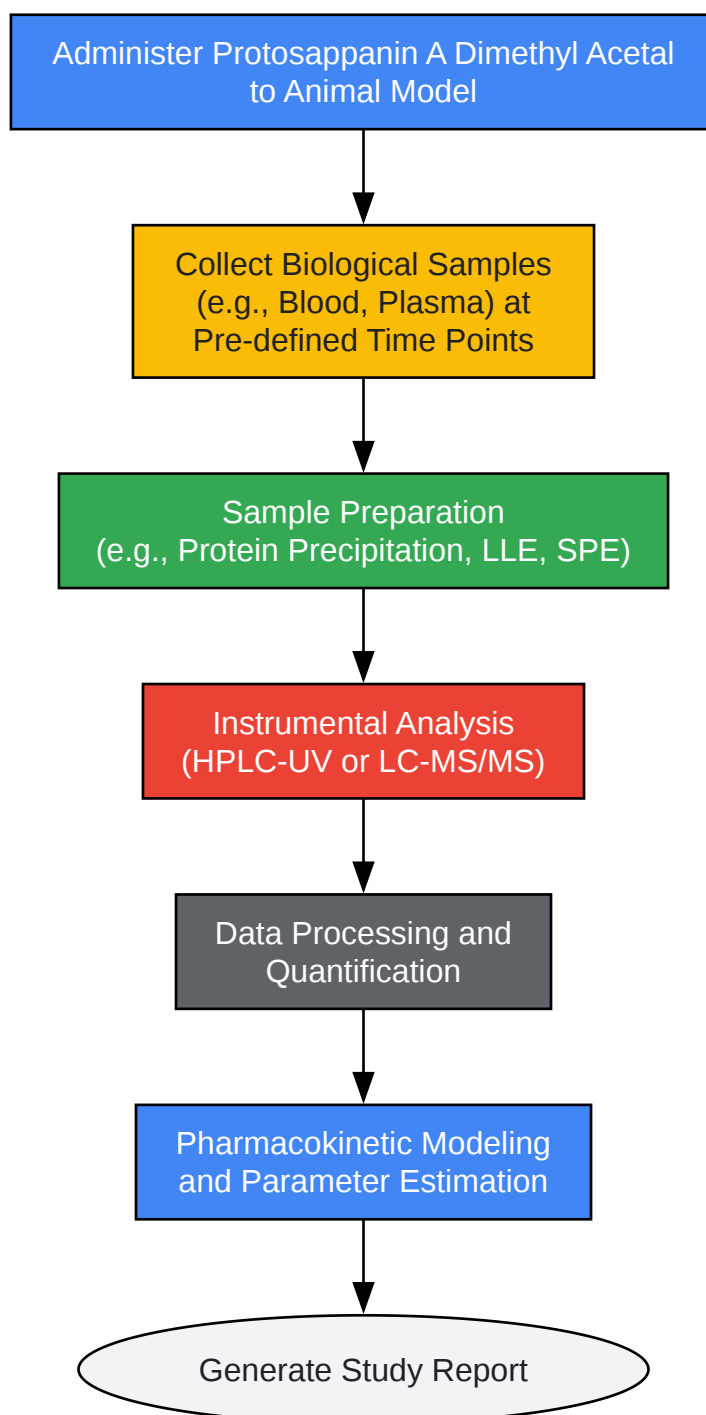 Administer Protosappanin A Dimethyl Acetal
to Animal Model
Collect Biological Samples
(e.g., Blood, Plasma) at
Pre-defined Time Points
Sample Preparation
(e.g., Protein Precipitation, LLE, SPE)
Instrumental Analysis
(HPLC-UV or LC-MS/MS)
Data Processing and
Quantification
Pharmacokinetic Modeling
and Parameter Estimation
Generate Study Report